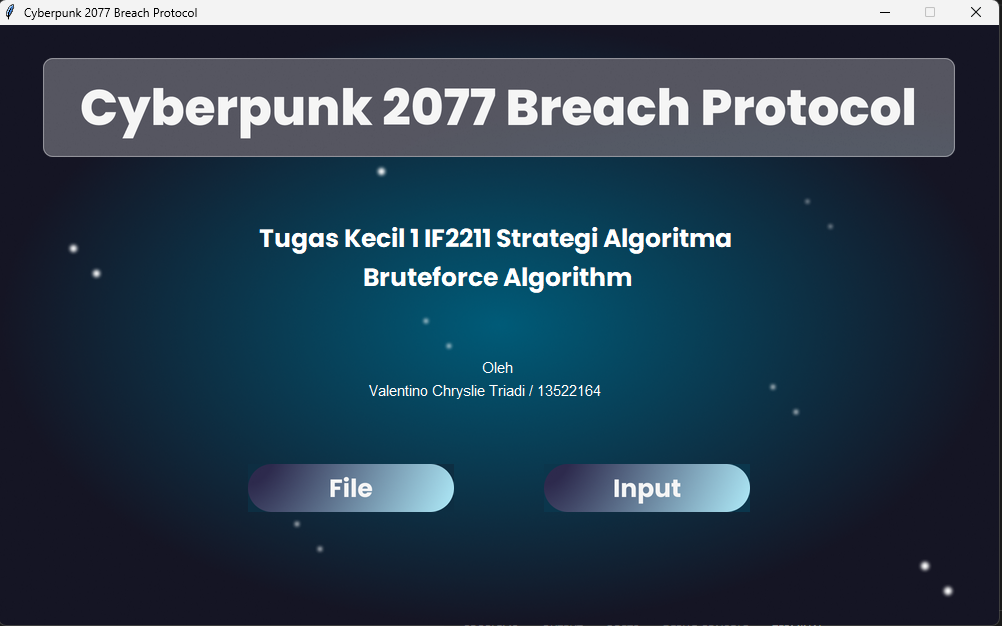 Cyberpunk 2077 Breach Protocol
Cyberpunk 2077 Breach Protocol
Tugas Kecil 1 IF2211 Strategi Algoritma
Bruteforce Algorithm
Oleh
Valentino Chryslie Triadi / 13522164
File
Input